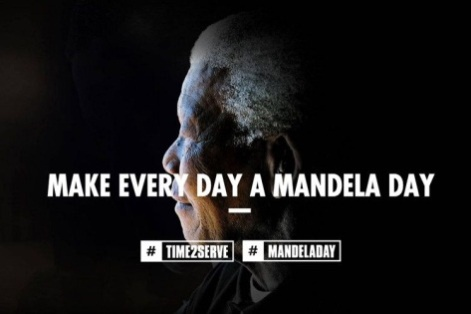 MAKE EVERY DAY A MANDELA DAY
# TIME2SERVE # MANDELADAY